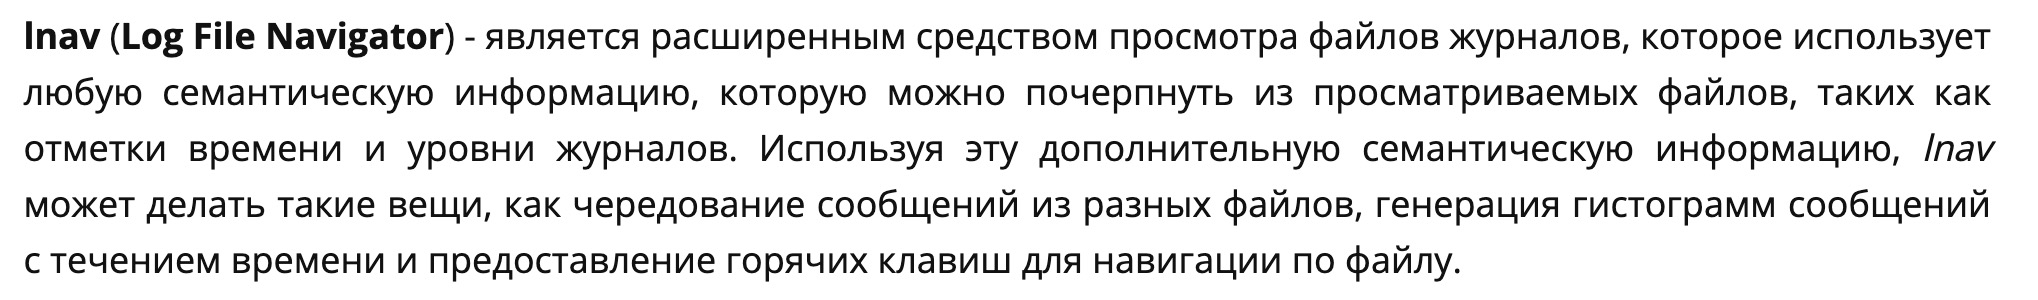 lnav (Log File Navigator) - является расширенным средством просмотра файлов журналов, которое использует
любую семантическую информацию, которую можно почерпнуть из просматриваемых файлов, таких как
отметки времени и уровни журналов. Используя эту дополнительную семантическую информацию, lnav
может делать такие вещи, как чередование сообщений из разных файлов, генерация гистограмм сообщений
с течением времени и предоставление горячих клавиш для навигации по файлу.